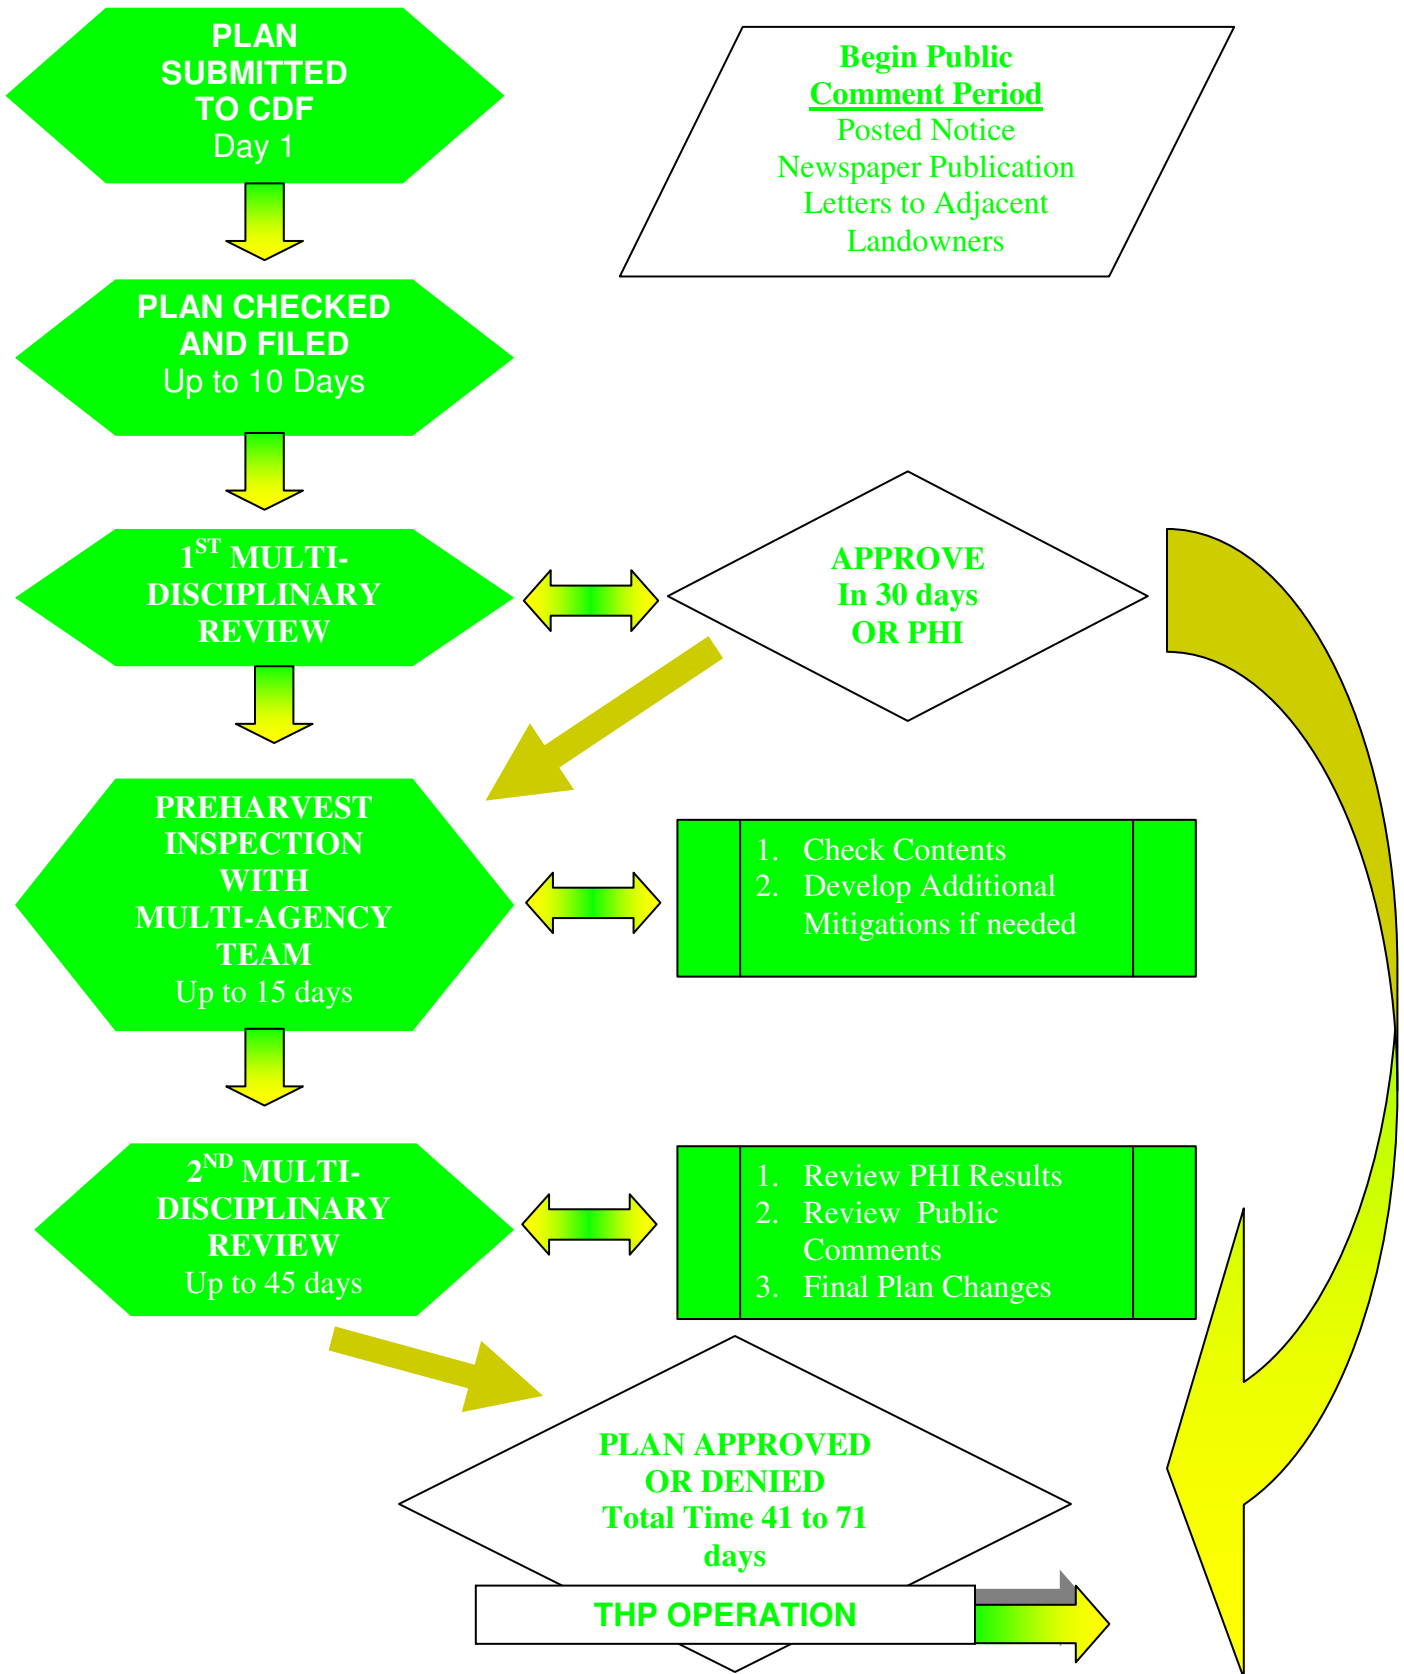 PLAN
SUBMITTED
TO CDF
Day 1
Begin Public
Comment Period
Posted Notice
Newspaper Publication
Letters to Adjacent
Landowners
PLAN CHECKED
AND FILED
Up to 10 Days
1ST MULTI-
DISCIPLINARY
REVIEW
APPROVE
In 30 days
OR PHI
PREHARVEST
INSPECTION
WITH
MULTI-AGENCY
TEAM
Up to 15 days
1. Check Contents
2. Develop Additional
Mitigations if needed
2ND MULTI-
DISCIPLINARY
REVIEW
Up to 45 days
1. Review PHI Results
2. Review Public
Comments
3. Final Plan Changes
PLAN APPROVED
OR DENIED
Total Time 41 to 71
days
THP OPERATION